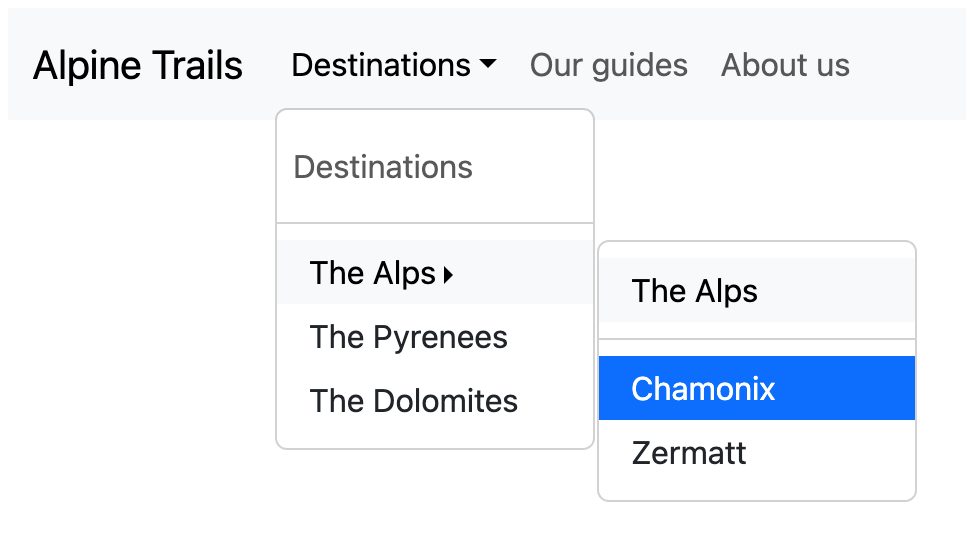 Alpine Trails Destinations Our guides About us
Destinations
The Alps
The Pyrenees
The Dolomites
The Alps
Chamonix
Zermatt